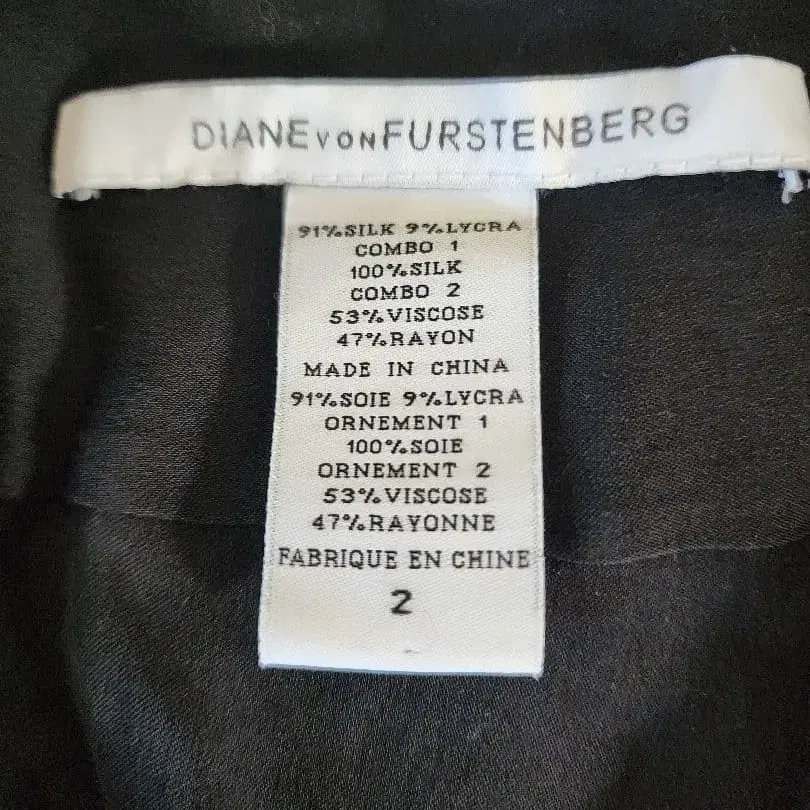 DIANE VON FURSTENBERG
91% SILK 9% LYCRA
COMBO 1
100% SILK
COMBO 2
53% VISCOSE
47% RAYON
MADE IN CHINA
91% SOIE 9% LYCRA
ORNEMENT 1
100% SOIE
ORNEMENT 2
53% VISCOSE
47% RAYONNE
FABRIQUE EN CHINE
2